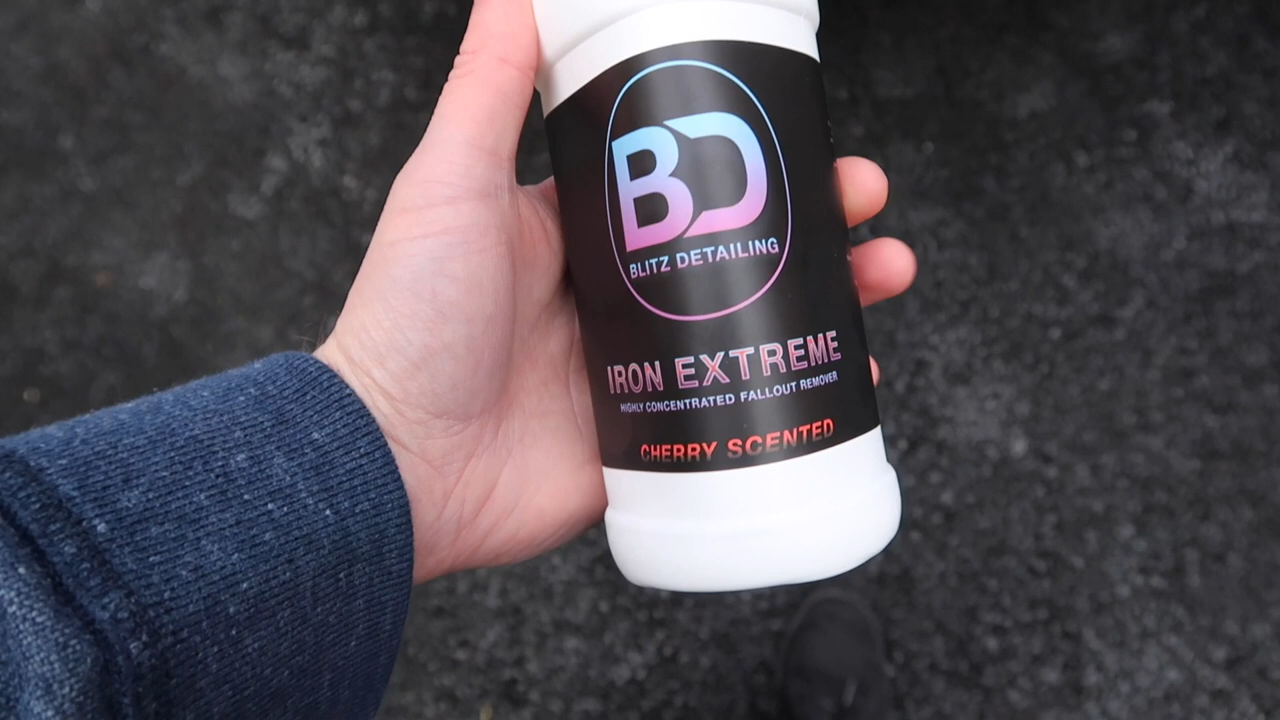 BD
BLITZ DETAILING
IRON EXTREME
HIGHLY CONCENTRATED FALLOUT REMOVER
CHERRY SCENTED